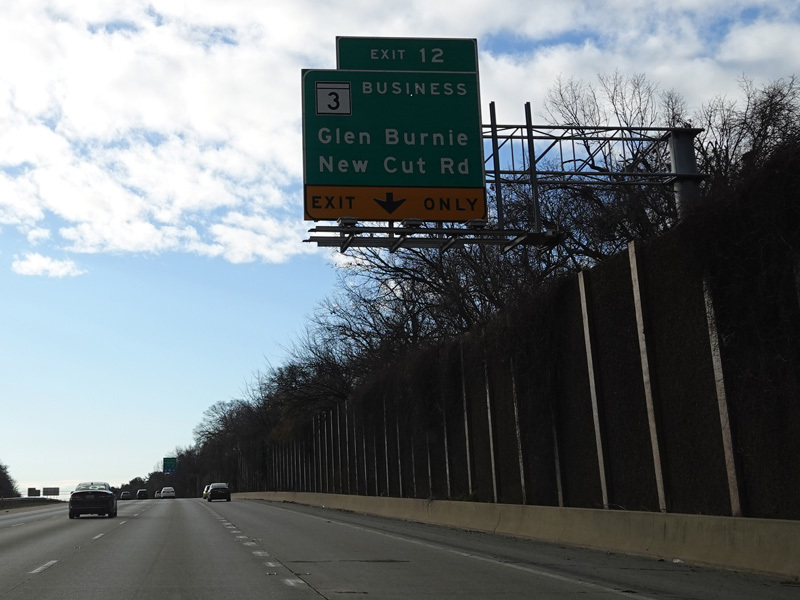 EXIT 12
3 BUSINESS
Glen Burnie
New Cut Rd
EXIT ONLY